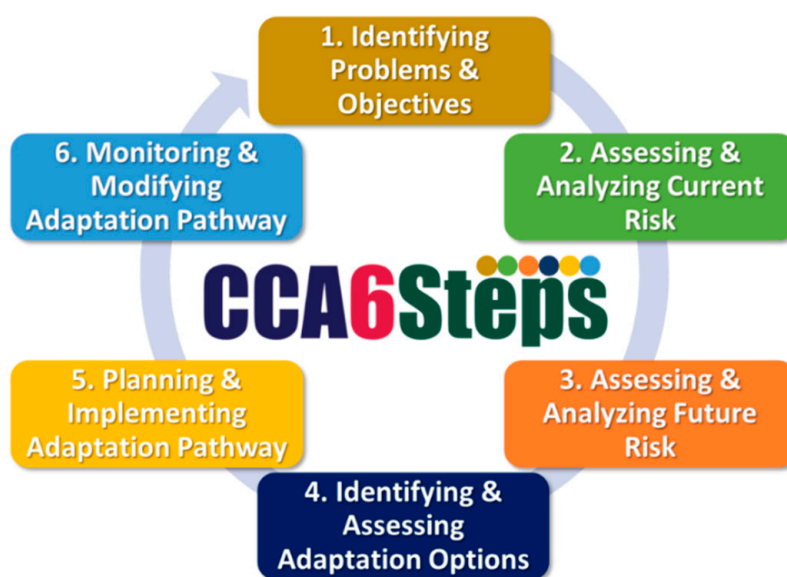 1. Identifying
Problems &
Objectives
2. Assessing &
Analyzing Current
Risk
3. Assessing &
Analyzing Future
Risk
4. Identifying &
Assessing
Adaptation Options
5. Planning &
Implementing
Adaptation Pathway
6. Monitoring &
Modifying
Adaptation Pathway
CCA6Steps